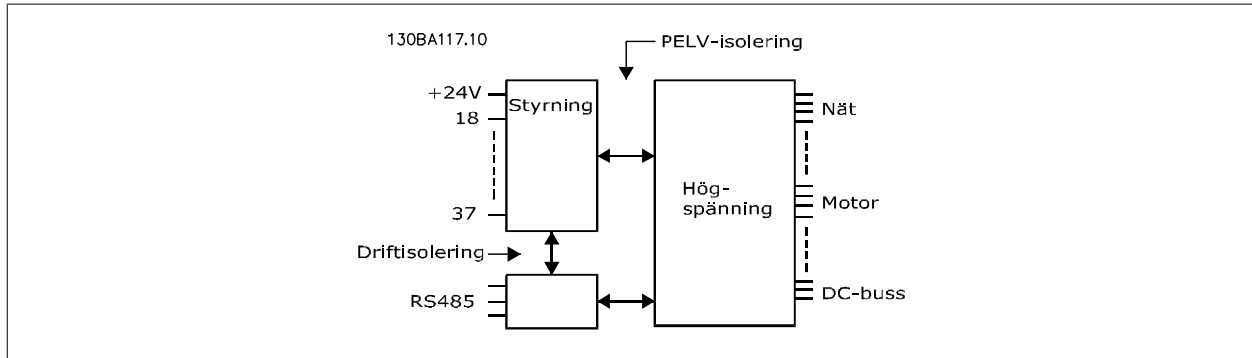 130BA117.10
PELV-isolering
+24V
Styrning
18
37
Nät
Hög-
spänning
Motor
Driftisolering
RS485
DC-buss